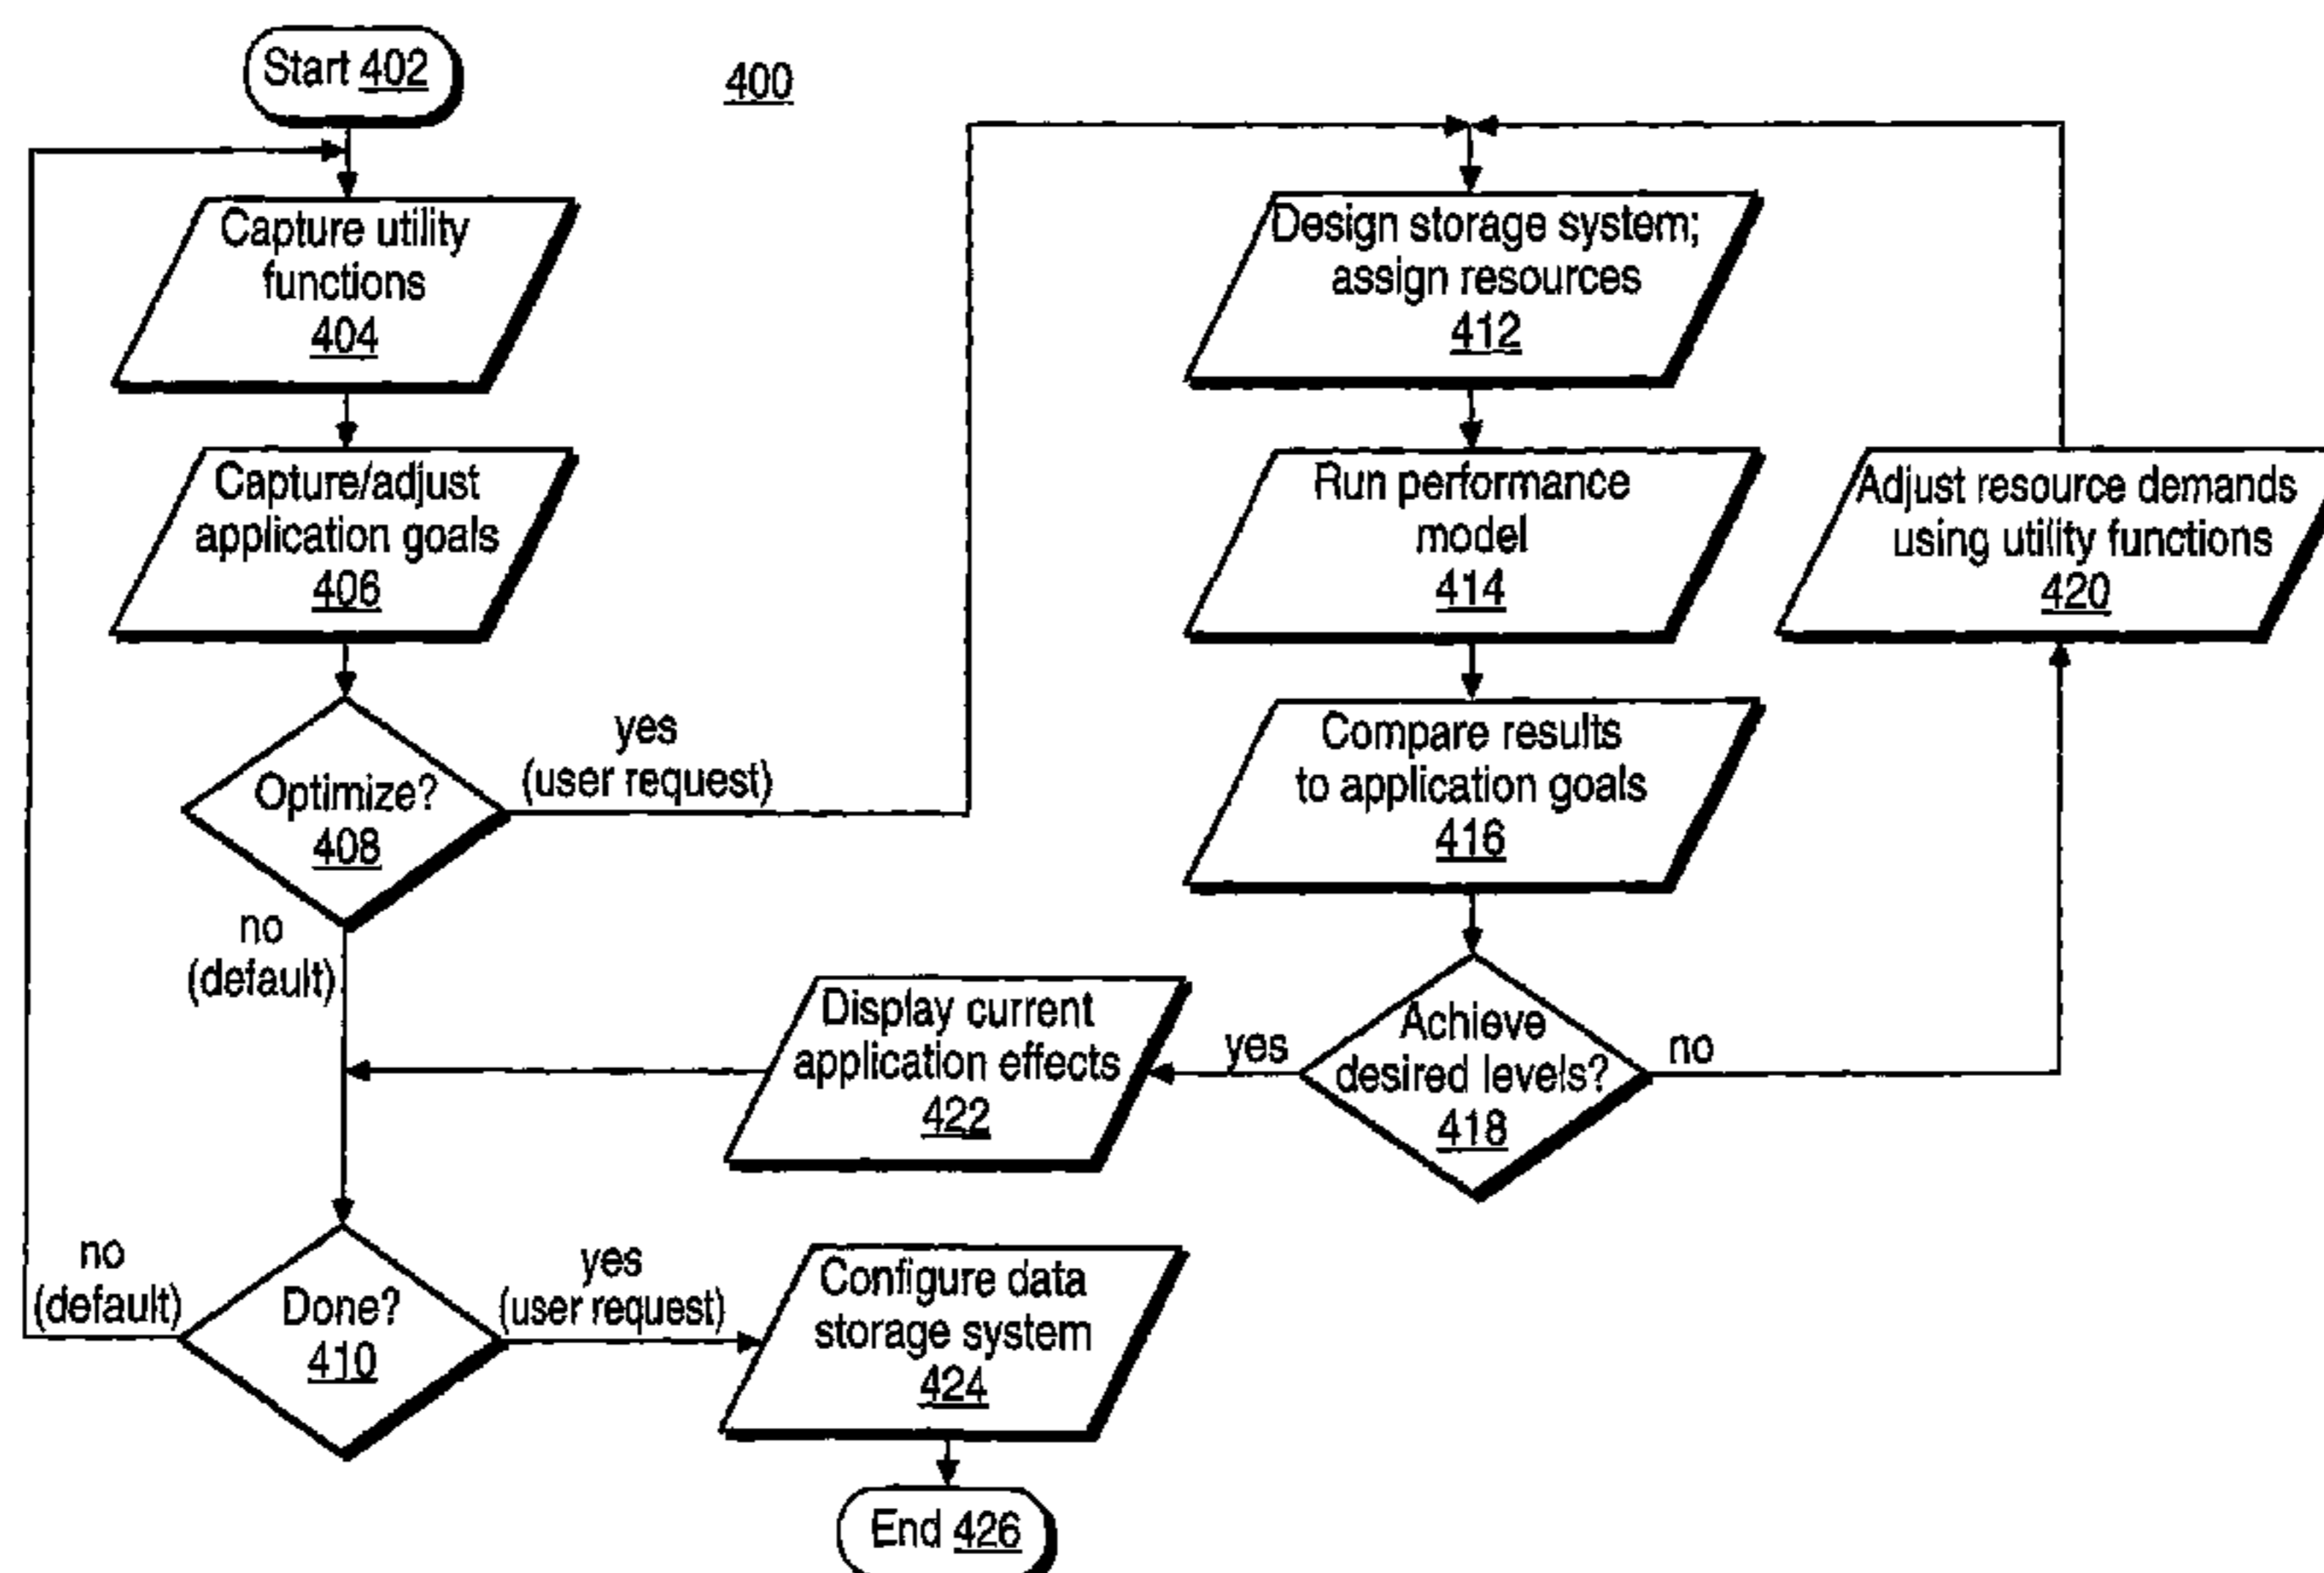 Start 402
400
Capture utility
functions
404
Capture/adjust
application goals
406
Optimize?
408
yes
(user request)
no
(default)
Design storage system;
assign resources
412
Run performance
model
414
Compare results
to application goals
416
Achieve
desired levels?
418
yes
no
Adjust resource demands
using utility functions
420
Display current
application effects
422
Done?
410
no
(default)
yes
(user request)
Configure data
storage system
424
End 426